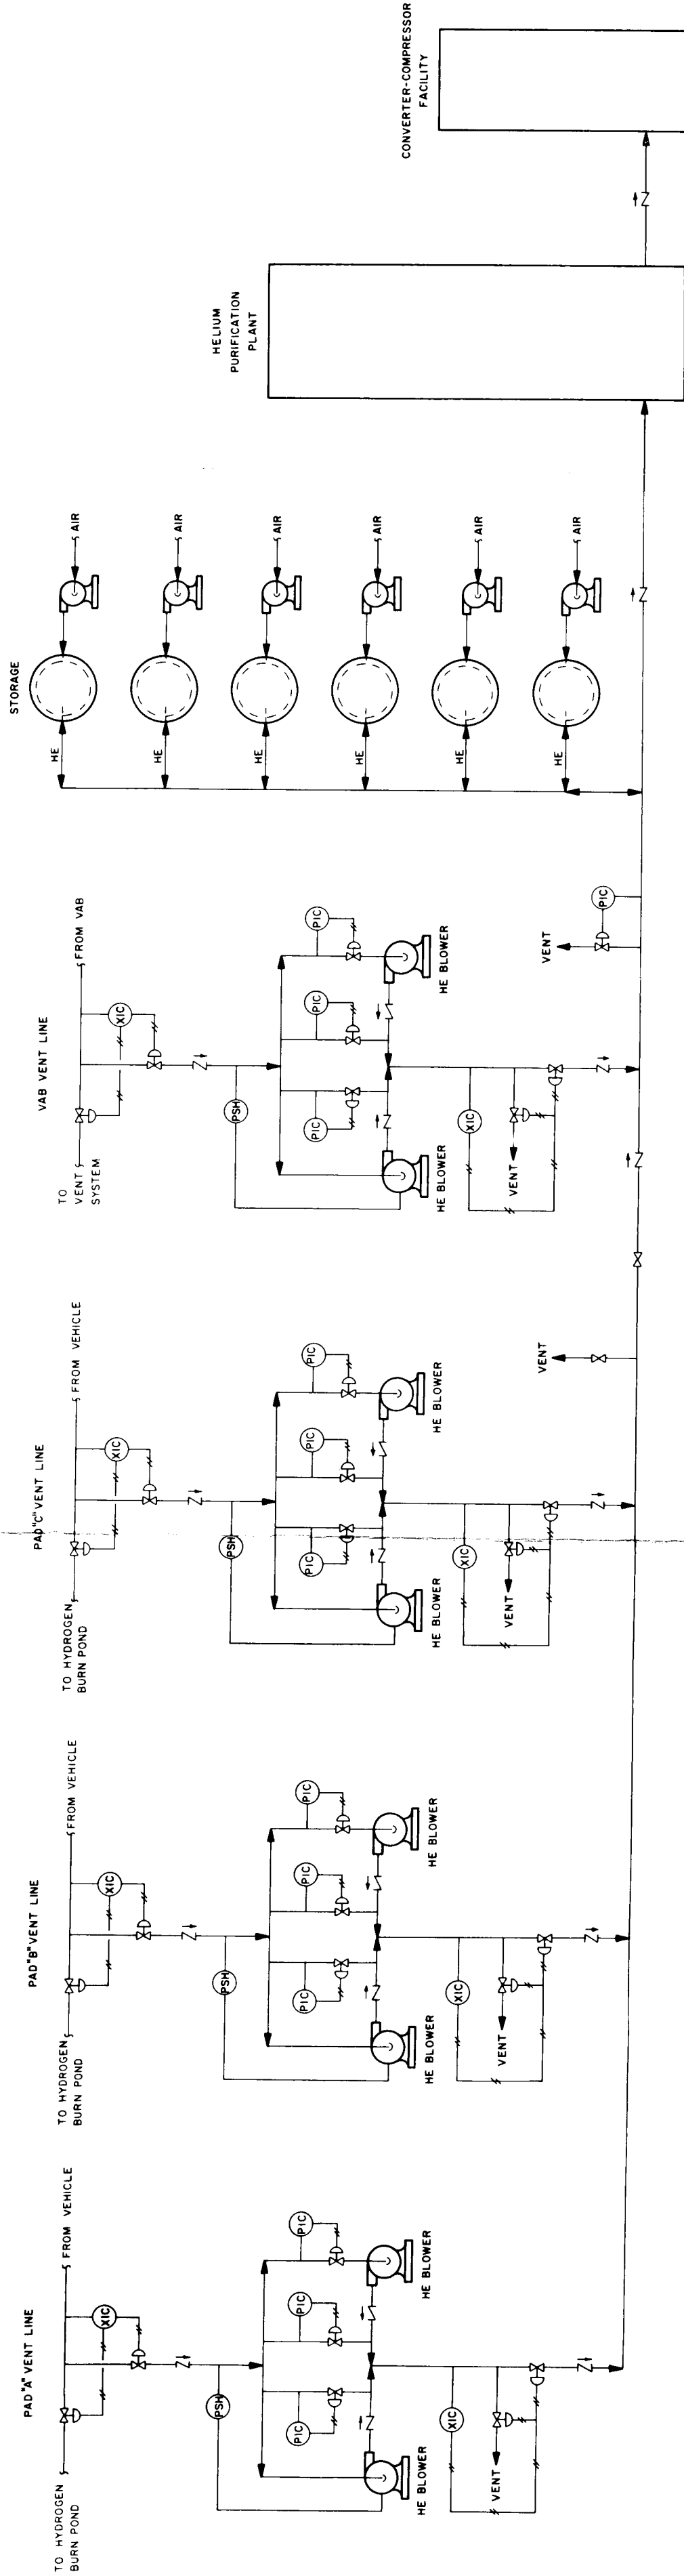 CONVERTER-COMPRESSOR
FACILITY
HELIUM
PURIFICATION
PLANT
STORAGE
AIR
AIR
AIR
AIR
AIR
AIR
HE
HE
HE
HE
HE
HE
VAB VENT LINE
FROM VAB
TO
VENT
SYSTEM
XIC
PSH
PIC
PIC
PIC
HE BLOWER
HE BLOWER
XIC
VENT
VENT
PIC
PAD "C" VENT LINE
FROM VEHICLE
TO HYDROGEN
BURN POND
XIC
PSH
PIC
PIC
PIC
HE BLOWER
HE BLOWER
XIC
VENT
VENT
PAD "B" VENT LINE
FROM VEHICLE
TO HYDROGEN
BURN POND
XIC
PSH
PIC
PIC
PIC
HE BLOWER
HE BLOWER
XIC
VENT
PAD "A" VENT LINE
FROM VEHICLE
TO HYDROGEN
BURN POND
XIC
PSH
PIC
PIC
PIC
HE BLOWER
HE BLOWER
XIC
VENT